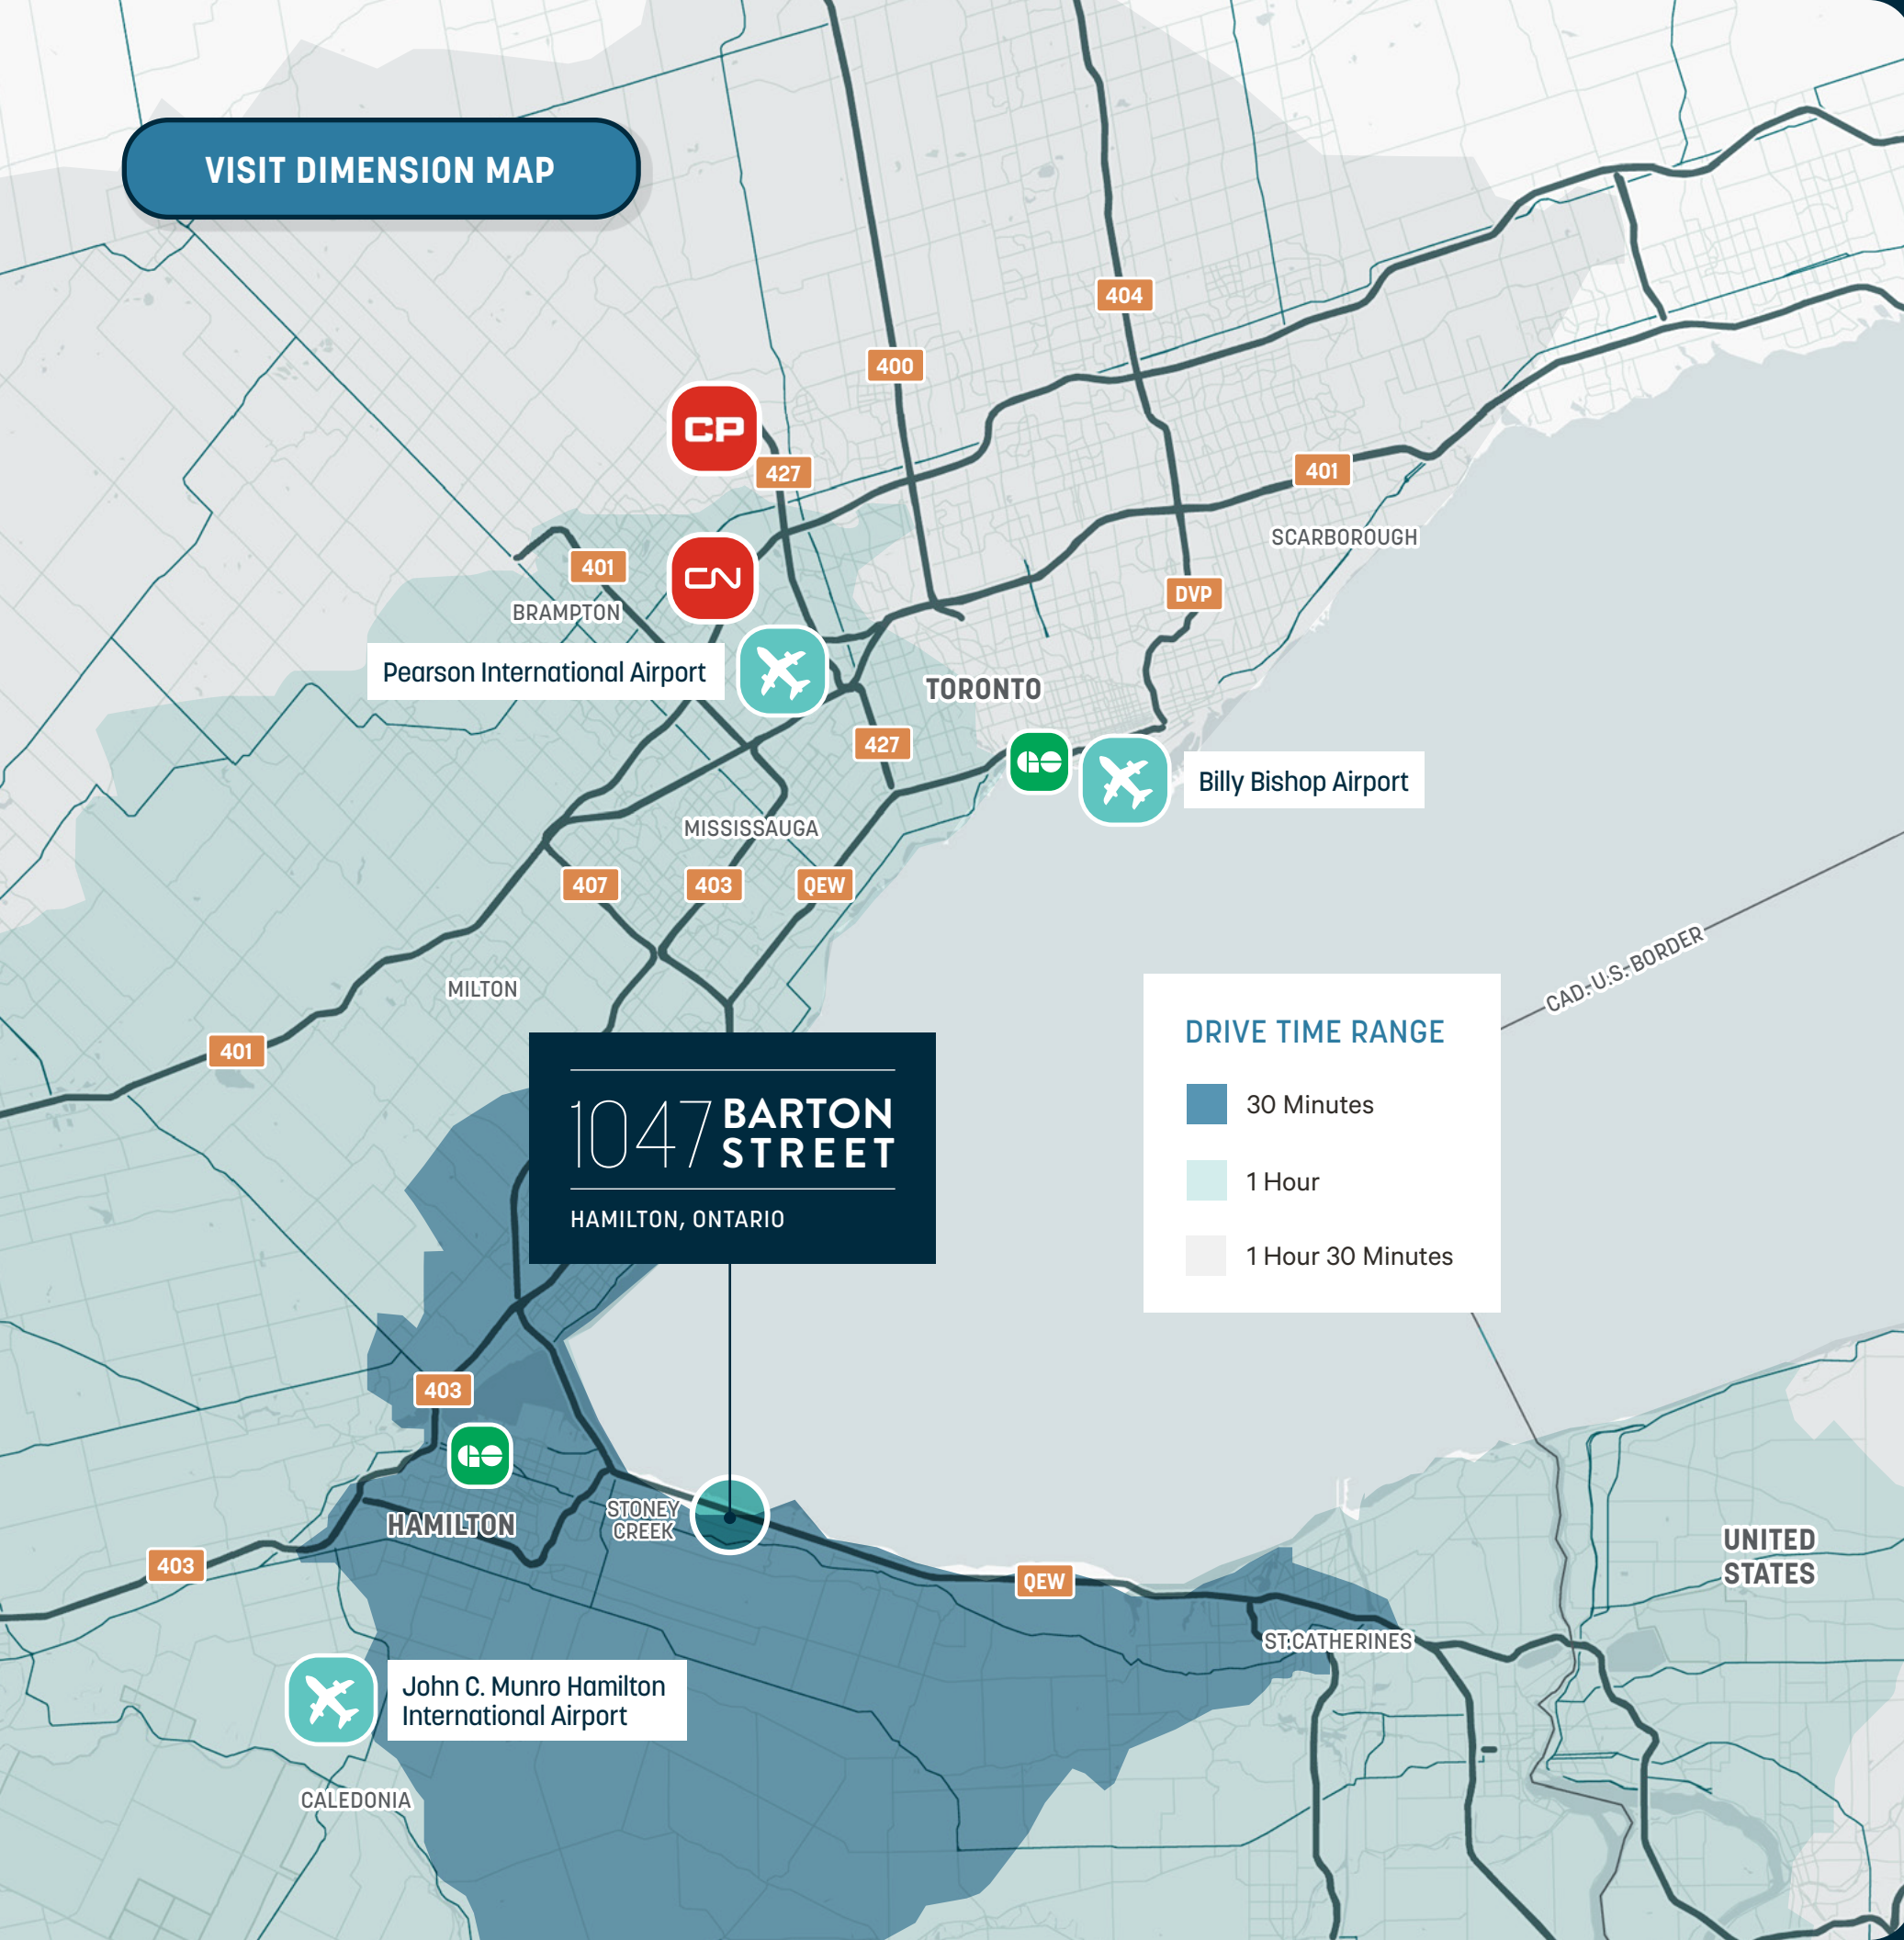 VISIT DIMENSION MAP
404
400
CP
427
401
SCARBOROUGH
401
CN
BRAMPTON
DVP
Pearson International Airport
TORONTO
427
GO
Billy Bishop Airport
MISSISSAUGA
407
403
QEW
CAD. U.S. BORDER
MILTON
401
DRIVE TIME RANGE
30 Minutes
1 Hour
1 Hour 30 Minutes
1047 BARTON
STREET
HAMILTON, ONTARIO
403
GO
HAMILTON
STONEY
CREEK
403
QEW
UNITED
STATES
ST.CATHERINES
John C. Munro Hamilton
International Airport
CALEDONIA